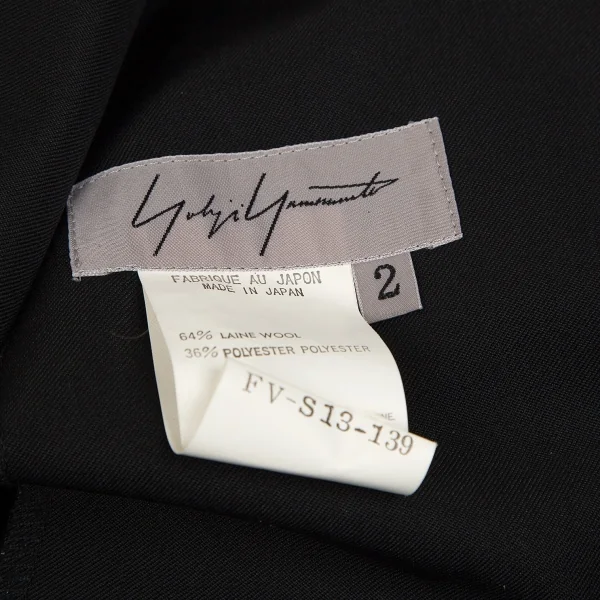 Yohji Yamamoto
2
FABRIQUE AU JAPON
MADE IN JAPAN
64% LAINE WOOL
36% POLYESTER POLYESTER
FV-S13-139